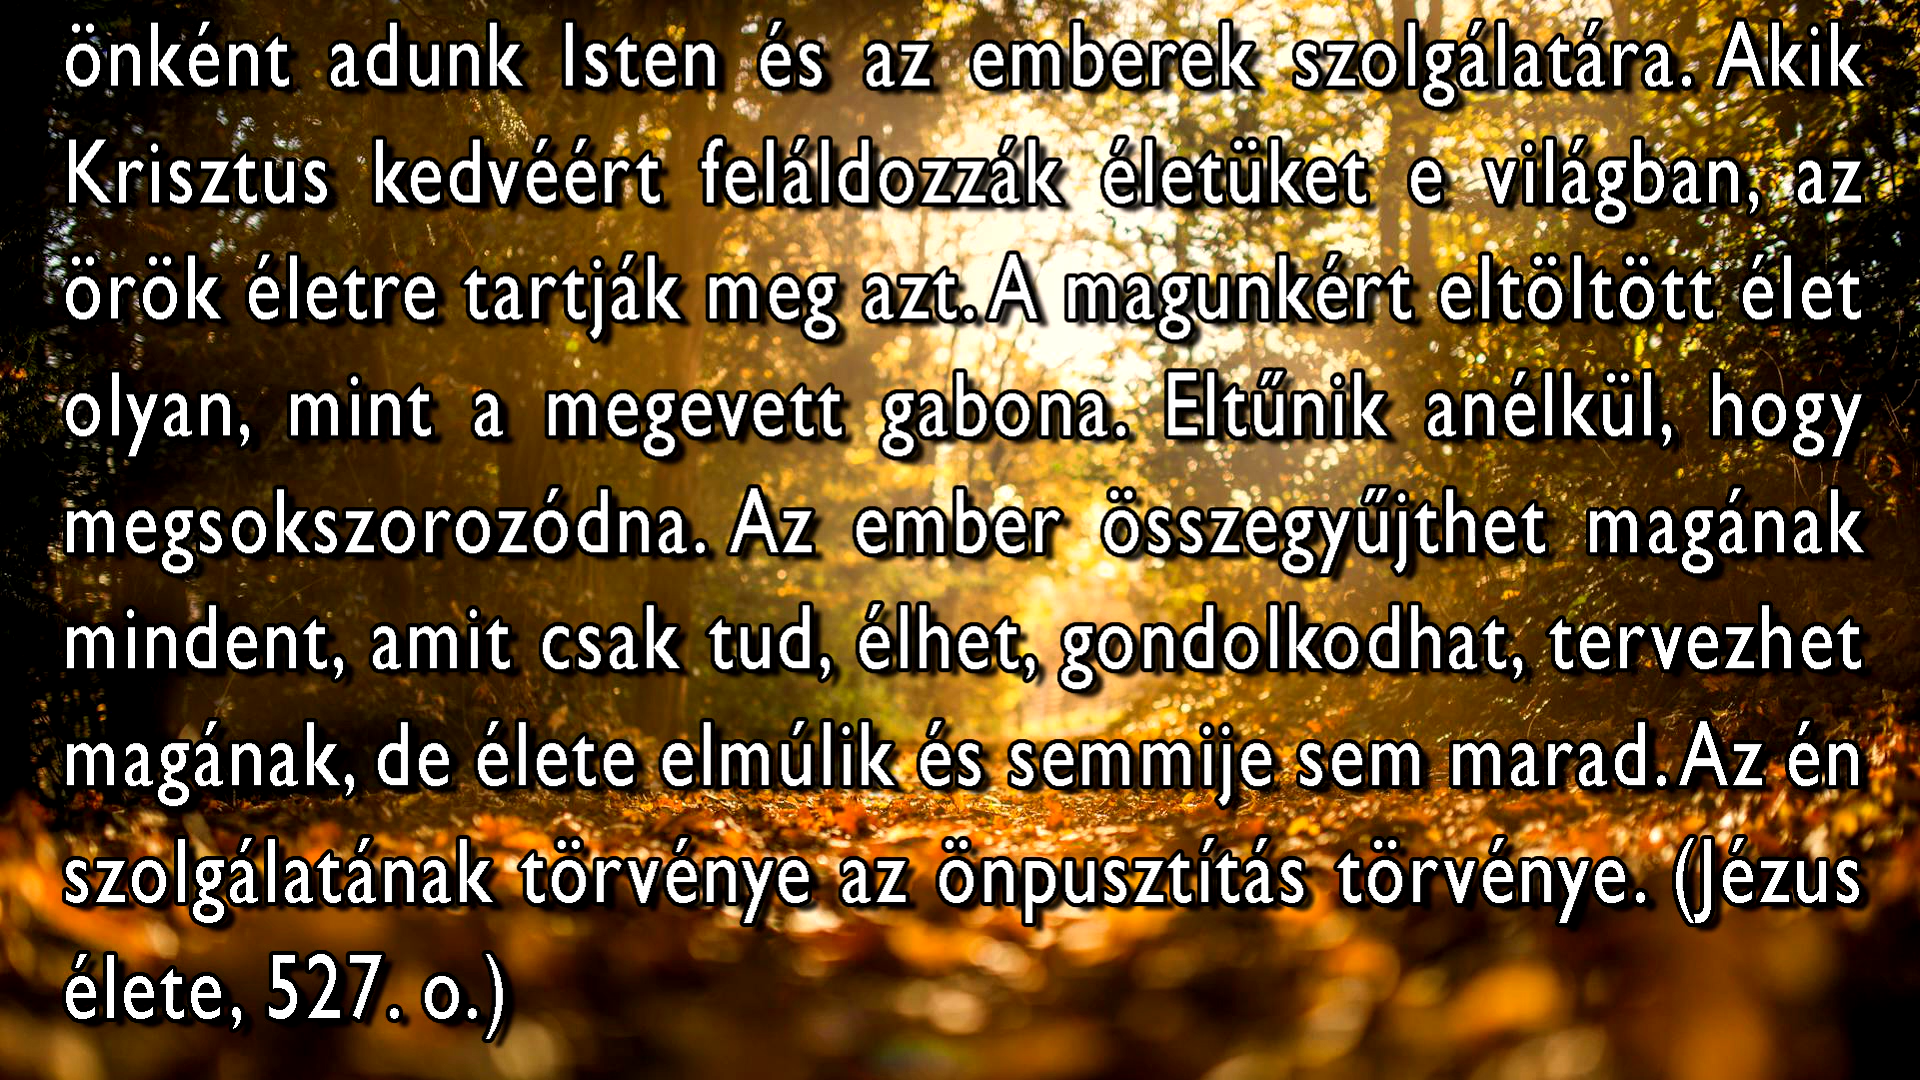 önként adunk Isten és az emberek szolgálatára. Akik
Krisztus kedvéért feláldozzák életüket e világban, az
örök életre tartják meg azt. A magunkért eltöltött élet
olyan, mint a megevett gabona. Eltűnik anélkül, hogy
megsokszorozódna. Az ember összegyűjthet magának
mindent, amit csak tud, élhet, gondolkodhat, tervezhet
magának, de élete elmúlik és semmije sem marad. Az én
szolgálatának törvénye az önpusztítás törvénye. (Jézus
élete, 527. o.)